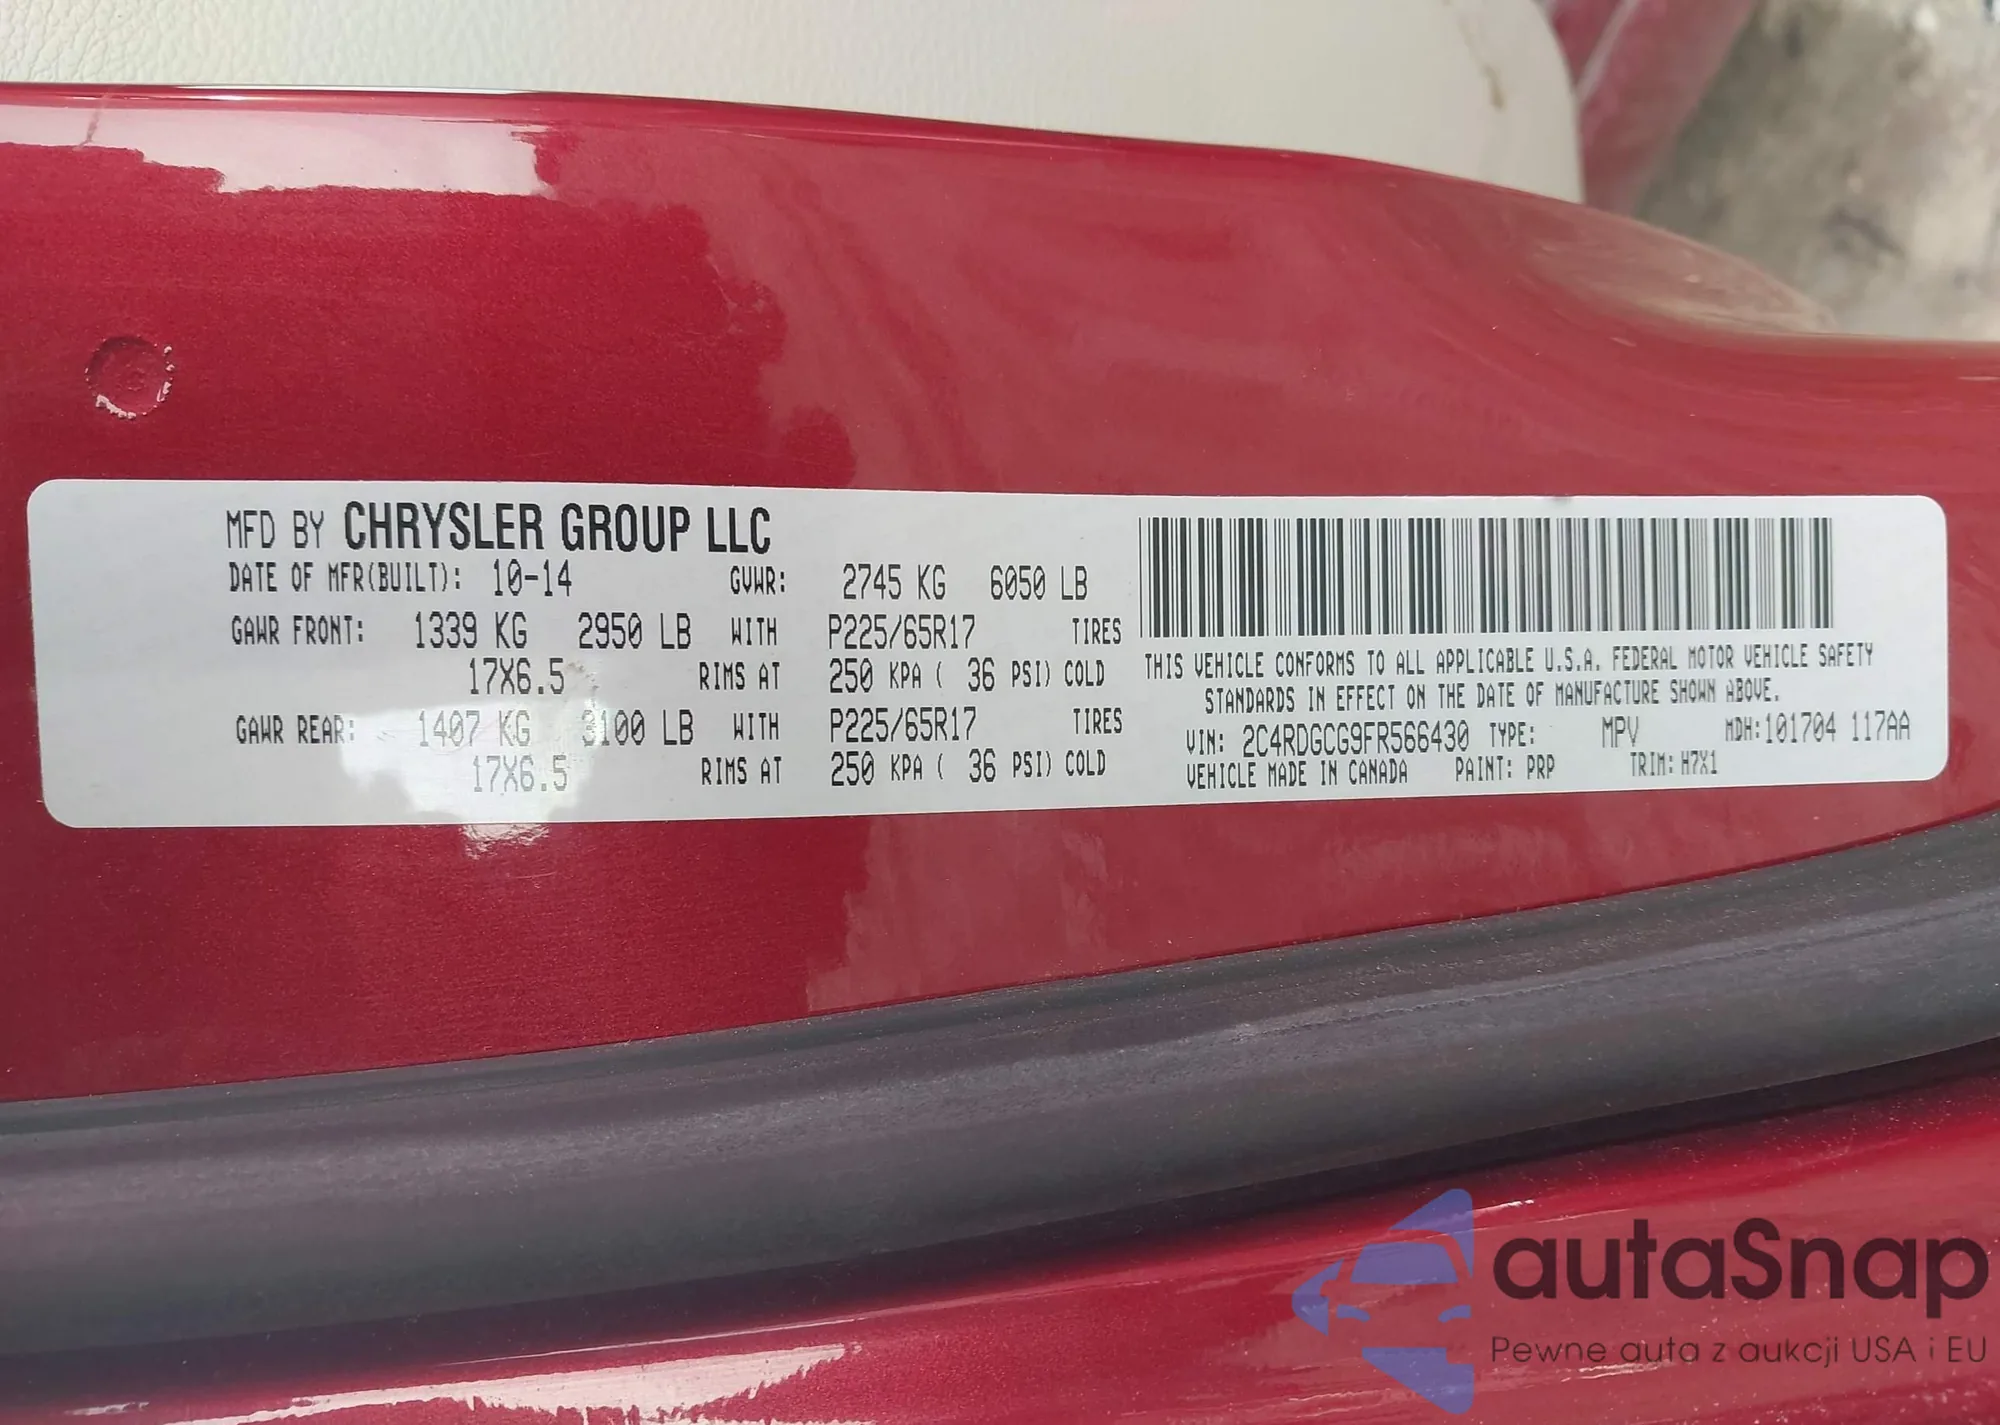 MFD BY CHRYSLER GROUP LLC
DATE OF MFR(BUILT): 10-14 GVWR: 2745 KG 6050 LB
GAWR FRONT: 1339 KG 2950 LB WITH P225/65R17 TIRES
17X6.5 RIMS AT 250 KPA ( 36 PSI) COLD
GAWR REAR: 1407 KG 3100 LB WITH P225/65R17 TIRES
17X6.5 RIMS AT 250 KPA ( 36 PSI) COLD
THIS VEHICLE CONFORMS TO ALL APPLICABLE U.S.A. FEDERAL MOTOR VEHICLE SAFETY
STANDARDS IN EFFECT ON THE DATE OF MANUFACTURE SHOWN ABOVE.
VIN: 2C4RDGCG9FR566430 TYPE: MPV MDH:101704 117AA
VEHICLE MADE IN CANADA PAINT: PRP TRIM: H7X1
autaSnap
Pewne auta z aukcji USA i EU